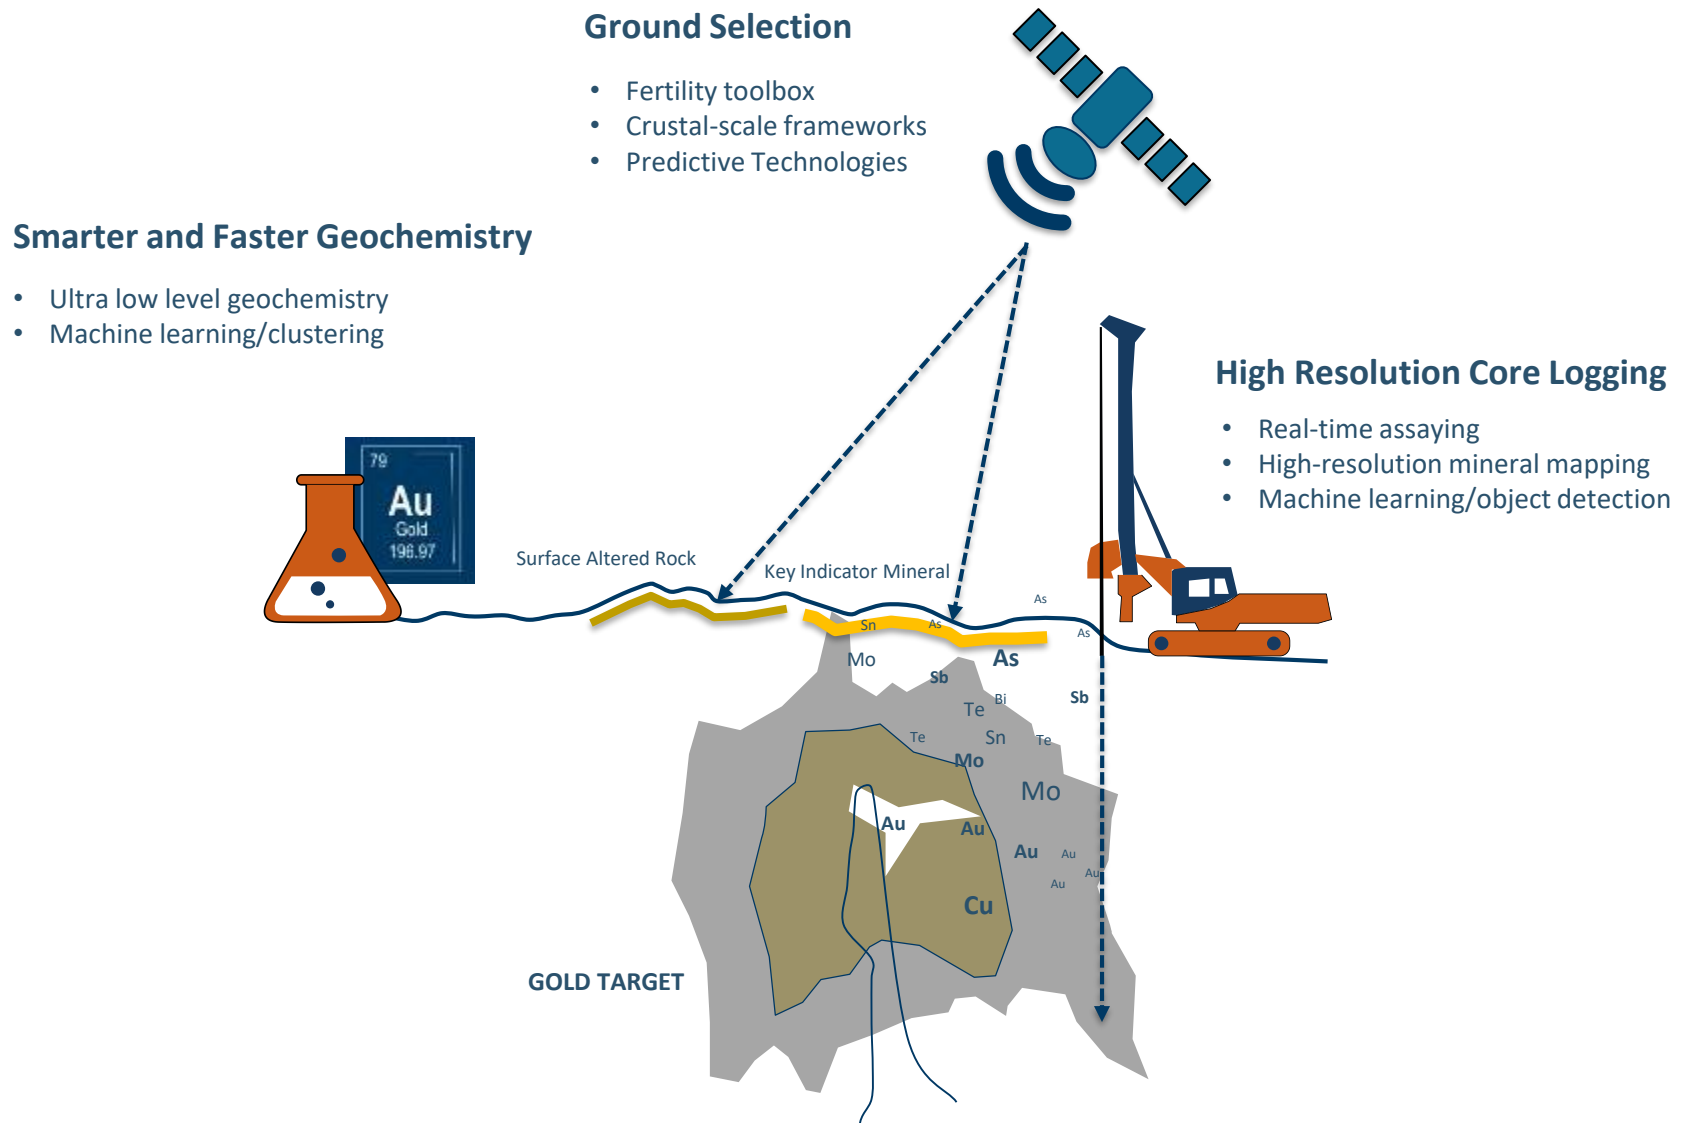 Ground Selection
• Fertility toolbox
• Crustal-scale frameworks
• Predictive Technologies
Smarter and Faster Geochemistry
• Ultra low level geochemistry
• Machine learning/clustering
High Resolution Core Logging
• Real-time assaying
• High-resolution mineral mapping
• Machine learning/object detection
79
Au
Gold
196.97
Surface Altered Rock
Key Indicator Mineral
As
Sn
As
As
Mo
As
Sb
Bi
Sb
Te
Te
Sn
Te
Mo
Mo
Au
Au
Au
Au
Au
Au
Cu
GOLD TARGET